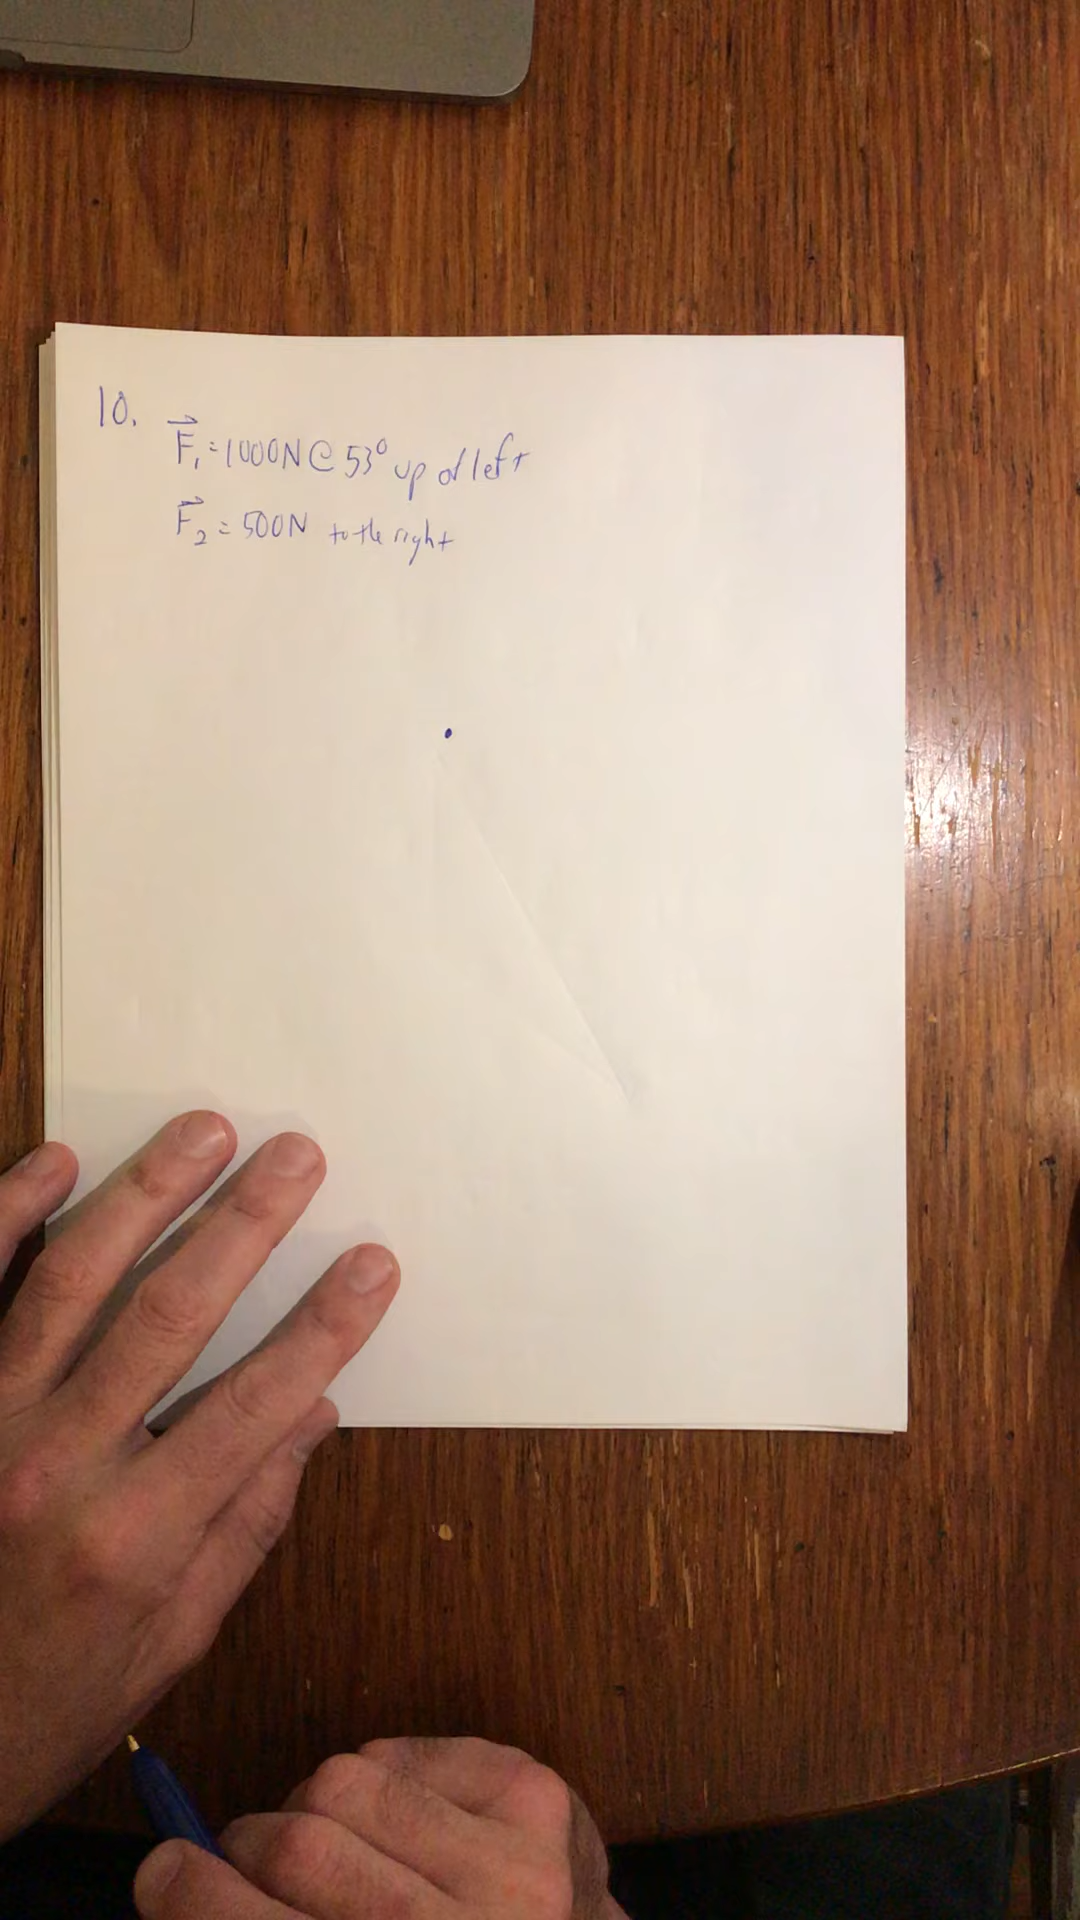 10.
F₁ = 1000N @ 53° up of left
F₂ = 500N to the right